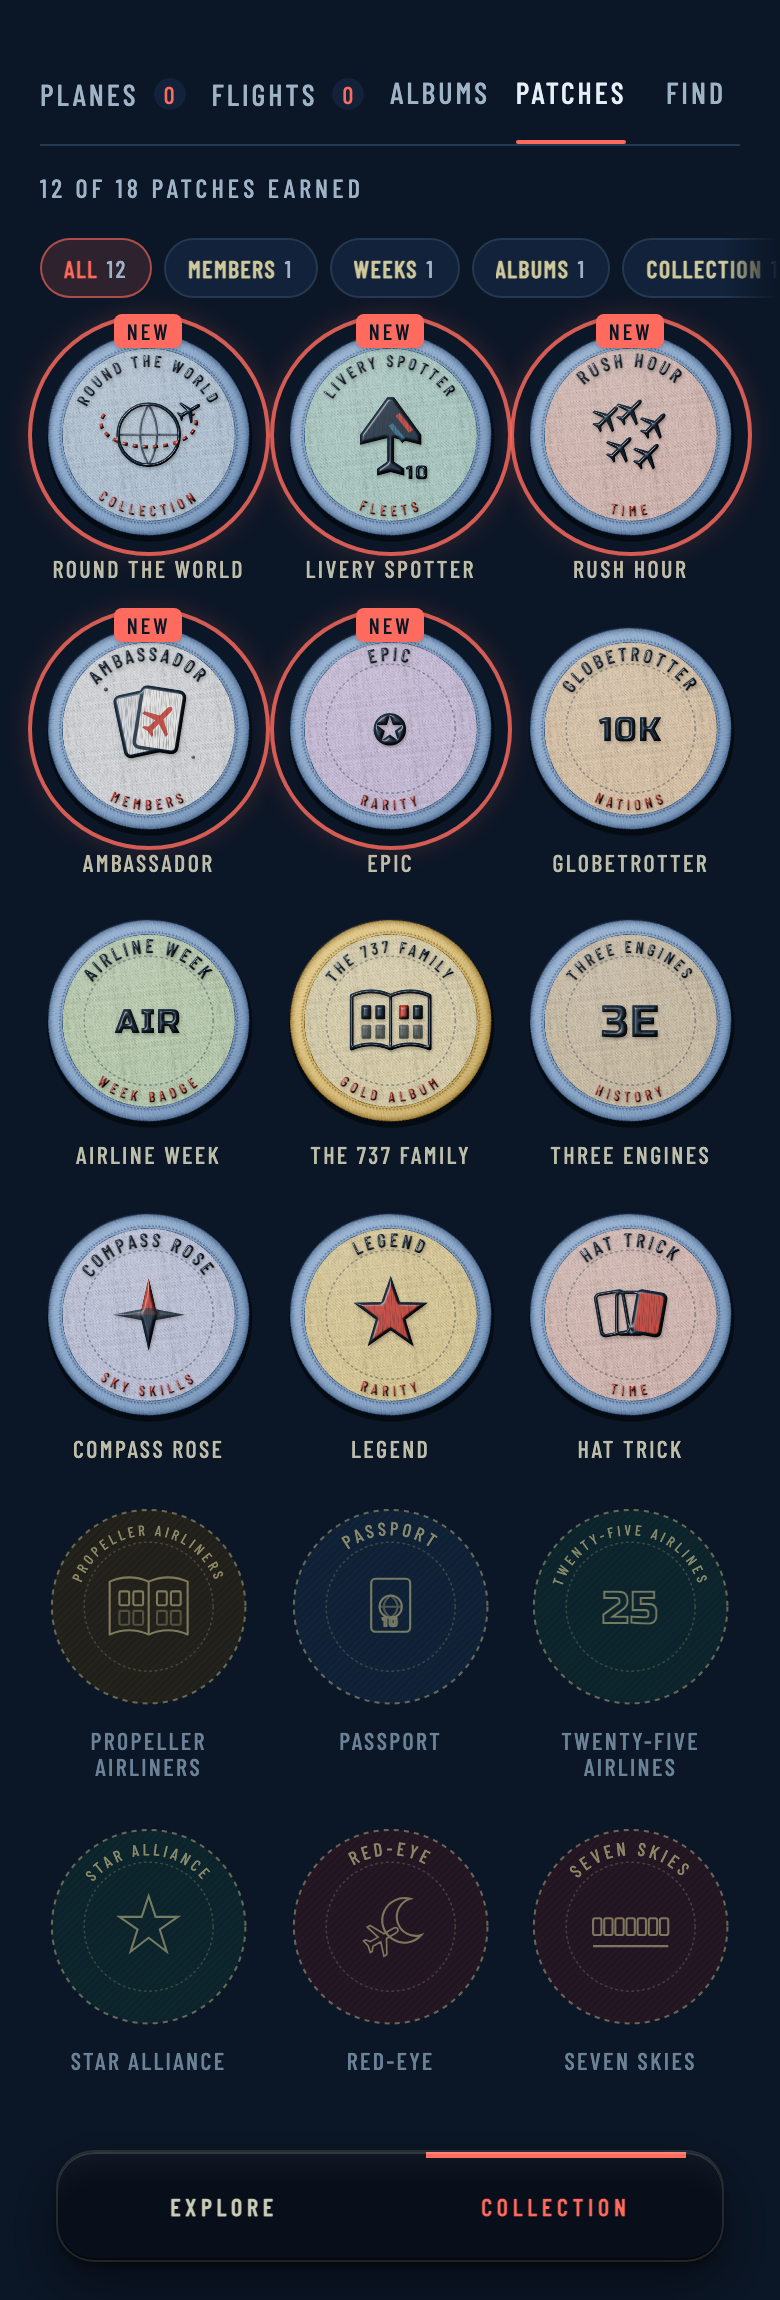 PLANES 0 FLIGHTS 0 ALBUMS PATCHES FIND
12 OF 18 PATCHES EARNED
ALL 12 MEMBERS 1 WEEKS 1 ALBUMS 1 COLLECTION 1
NEW NEW NEW
ROUND THE WORLD LIVERY SPOTTER RUSH HOUR
10
COLLECTION FLEETS TIME
ROUND THE WORLD LIVERY SPOTTER RUSH HOUR
NEW NEW
AMBASSADOR EPIC GLOBETROTTER
10K
MEMBERS RARITY NATIONS
AMBASSADOR EPIC GLOBETROTTER
AIRLINE WEEK THE 737 FAMILY THREE ENGINES
AIR 3E
WEEK BADGE GOLD ALBUM HISTORY
AIRLINE WEEK THE 737 FAMILY THREE ENGINES
COMPASS ROSE LEGEND HAT TRICK
SKY SKILLS RARITY TIME
COMPASS ROSE LEGEND HAT TRICK
PROPELLER AIRLINERS PASSPORT TWENTY-FIVE AIRLINES
10 25
PROPELLER PASSPORT TWENTY-FIVE
AIRLINERS AIRLINES
STAR ALLIANCE RED-EYE SEVEN SKIES
STAR ALLIANCE RED-EYE SEVEN SKIES
EXPLORE COLLECTION